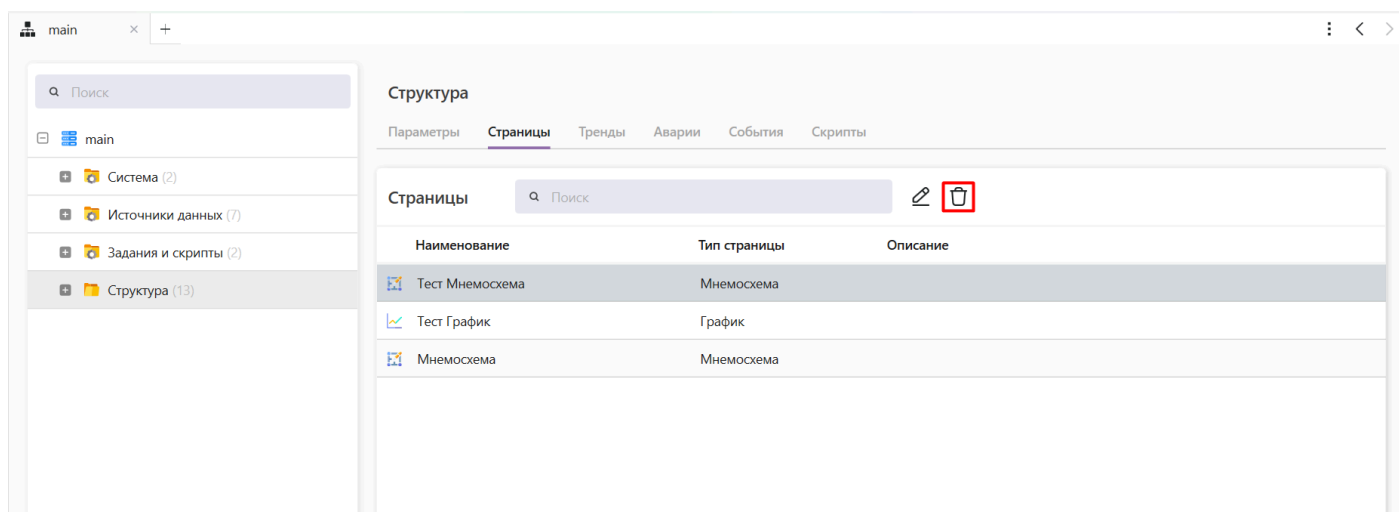 main
Поиск
main
Система (2)
Источники данных (7)
Задания и скрипты (2)
Структура (13)
Структура
Параметры Страницы Тренды Аварии События Скрипты
Страницы Поиск
Наименование Тип страницы Описание
Тест Мнемосхема Мнемосхема
Тест График График
Мнемосхема Мнемосхема